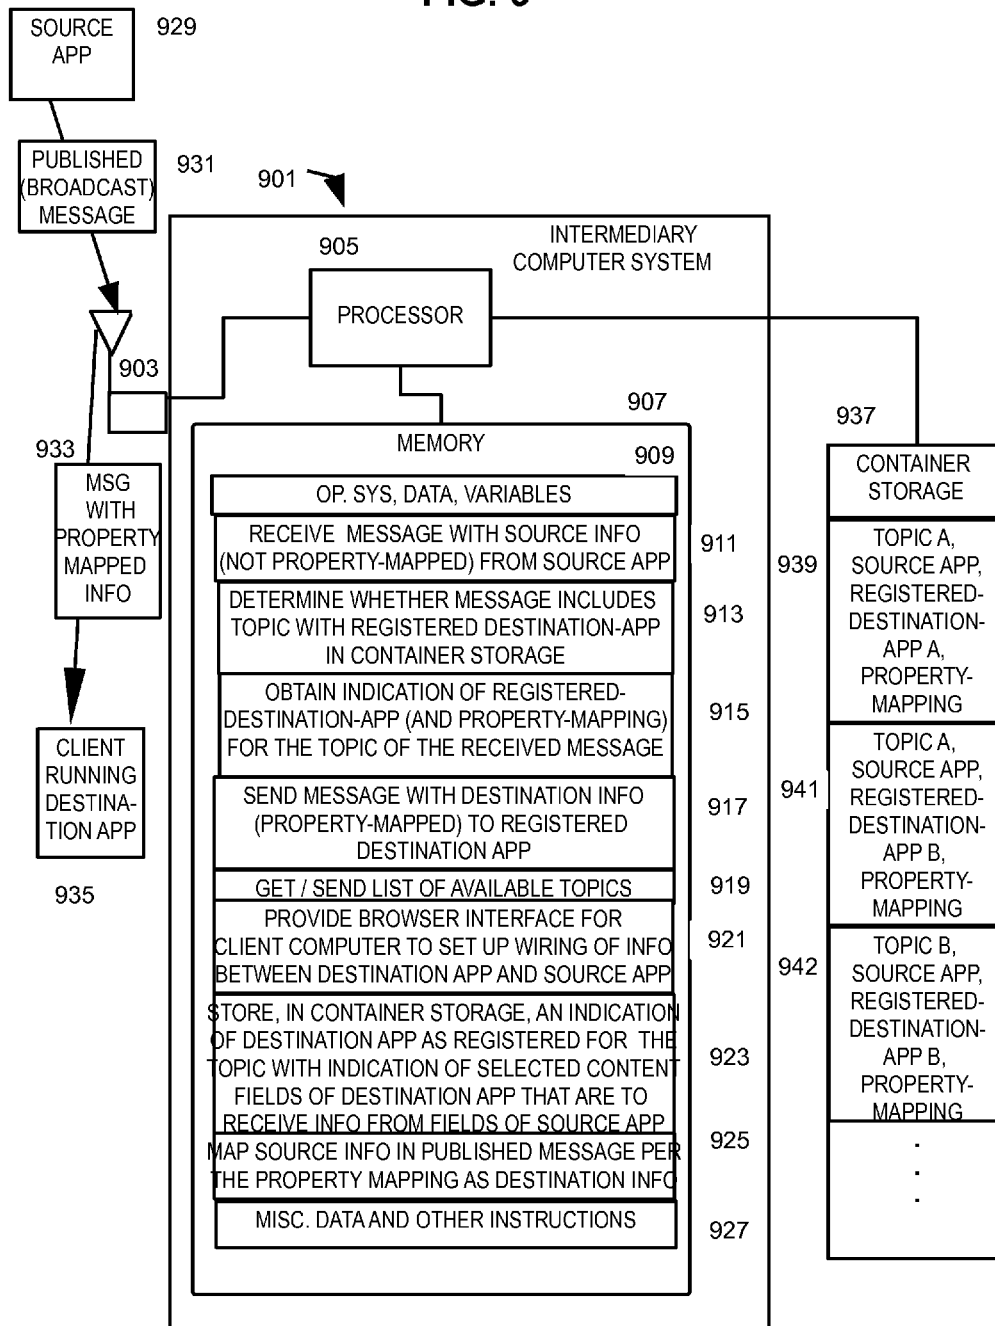 SOURCE
APP
929
PUBLISHED
(BROADCAST)
MESSAGE
931
901
INTERMEDIARY
COMPUTER SYSTEM
905
PROCESSOR
903
933
MSG
WITH
PROPERTY
MAPPED
INFO
CLIENT
RUNNING
DESTINA-
TION APP
935
907
MEMORY
909
OP. SYS, DATA, VARIABLES
RECEIVE MESSAGE WITH SOURCE INFO
(NOT PROPERTY-MAPPED) FROM SOURCE APP
911
DETERMINE WHETHER MESSAGE INCLUDES
TOPIC WITH REGISTERED DESTINATION-APP
IN CONTAINER STORAGE
913
OBTAIN INDICATION OF REGISTERED-
DESTINATION-APP (AND PROPERTY-MAPPING)
FOR THE TOPIC OF THE RECEIVED MESSAGE
915
SEND MESSAGE WITH DESTINATION INFO
(PROPERTY-MAPPED) TO REGISTERED
DESTINATION APP
917
GET / SEND LIST OF AVAILABLE TOPICS
919
PROVIDE BROWSER INTERFACE FOR
CLIENT COMPUTER TO SET UP WIRING OF INFO
BETWEEN DESTINATION APP AND SOURCE APP
921
STORE, IN CONTAINER STORAGE, AN INDICATION
OF DESTINATION APP AS REGISTERED FOR THE
TOPIC WITH INDICATION OF SELECTED CONTENT
FIELDS OF DESTINATION APP THAT ARE TO
RECEIVE INFO FROM FIELDS OF SOURCE APP
923
MAP SOURCE INFO IN PUBLISHED MESSAGE PER
THE PROPERTY MAPPING AS DESTINATION INFO
925
MISC. DATA AND OTHER INSTRUCTIONS
927
937
CONTAINER
STORAGE
939
TOPIC A,
SOURCE APP,
REGISTERED-
DESTINATION-
APP A,
PROPERTY-
MAPPING
941
TOPIC A,
SOURCE APP,
REGISTERED-
DESTINATION-
APP B,
PROPERTY-
MAPPING
942
TOPIC B,
SOURCE APP,
REGISTERED-
DESTINATION-
APP B,
PROPERTY-
MAPPING
.
.
.